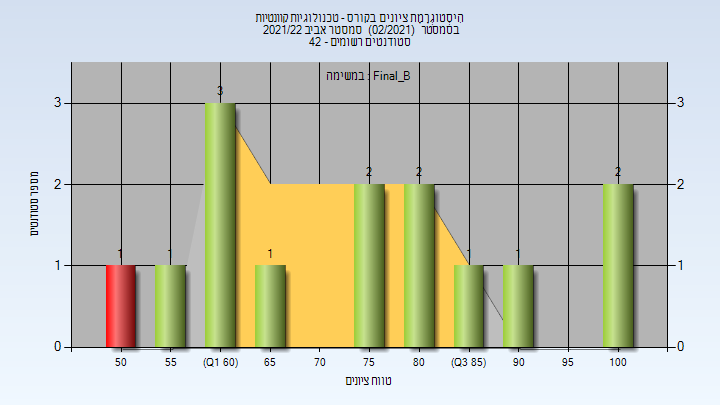 הִיסְטוֹגְרָמַת ציונים בקורס - טכנולוגיות קוונטיות
בסמסטר (02/2021) סמסטר אביב 2021/22
סטודנטים רשומים - 42
במשימה : Final_B
3 3 3
2 2 2 2 2
1 1 1 1 1 1 1
0 0
מספר סטודנטים
50 55 (Q1 60) 65 70 75 80 (Q3 85) 90 95 100
טווח ציונים